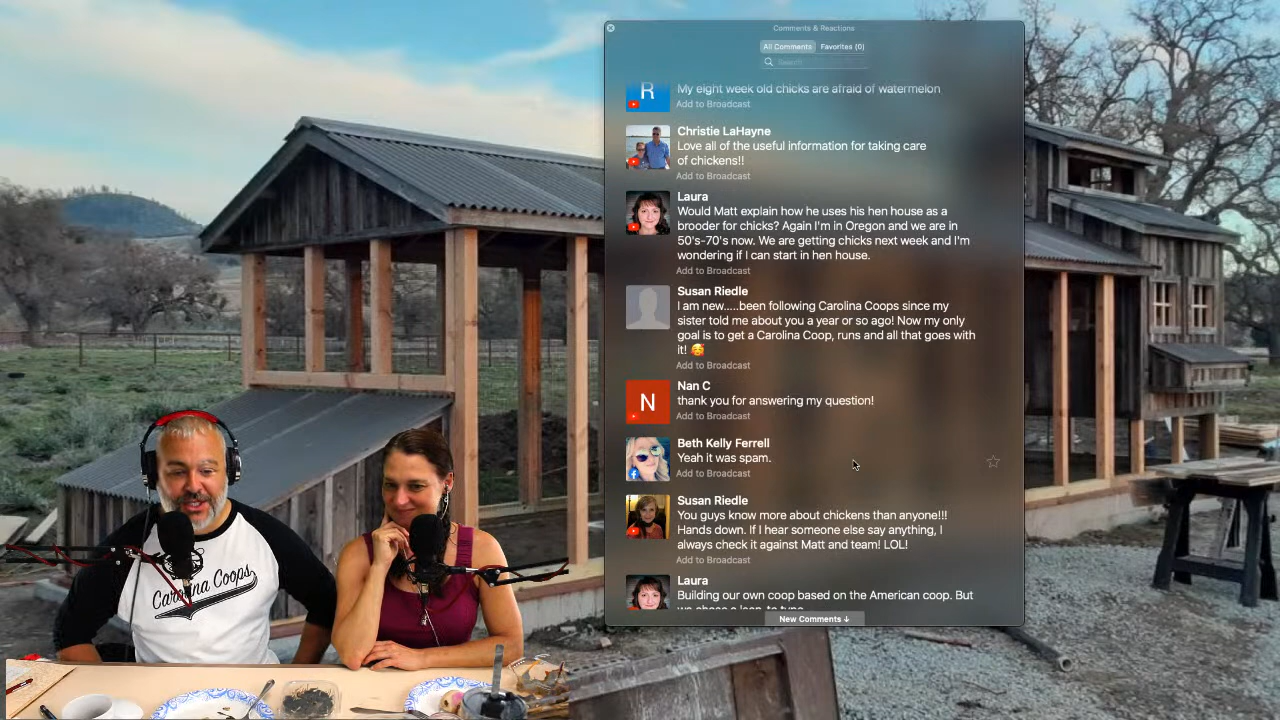 Comments & Reactions
All Comments
Favorites (0)
Search
R
My eight week old chicks are afraid of watermelon
Add to Broadcast
Christie LaHayne
Love all of the useful information for taking care
of chickens!!
Add to Broadcast
Laura
Would Matt explain how he uses his hen house as a
brooder for chicks? Again I'm in Oregon and we are in
50's-70's now. We are getting chicks next week and I'm
wondering if I can start in hen house.
Add to Broadcast
Susan Riedle
I am new.....been following Carolina Coops since my
sister told me about you a year or so ago! Now my only
goal is to get a Carolina Coop, runs and all that goes with
it! 🥰
Add to Broadcast
N
Nan C
thank you for answering my question!
Add to Broadcast
Beth Kelly Ferrell
Yeah it was spam.
Add to Broadcast
Susan Riedle
You guys know more about chickens than anyone!!!
Hands down. If I hear someone else say anything, I
always check it against Matt and team! LOL!
Add to Broadcast
Laura
Building our own coop based on the American coop. But
we chose a lean-to type
New Comments ↓
Carolina Coops